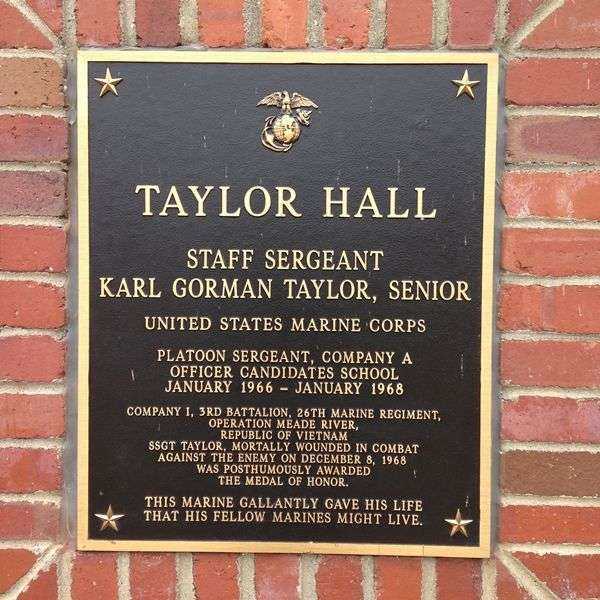 TAYLOR HALL
STAFF SERGEANT
KARL GORMAN TAYLOR, SENIOR
UNITED STATES MARINE CORPS
PLATOON SERGEANT, COMPANY A
OFFICER CANDIDATES SCHOOL
JANUARY 1966 – JANUARY 1968
COMPANY I, 3RD BATTALION, 26TH MARINE REGIMENT,
OPERATION MEADE RIVER,
REPUBLIC OF VIETNAM
SSGT TAYLOR, MORTALLY WOUNDED IN COMBAT
AGAINST THE ENEMY ON DECEMBER 8, 1968
WAS POSTHUMOUSLY AWARDED
THE MEDAL OF HONOR.
THIS MARINE GALLANTLY GAVE HIS LIFE
THAT HIS FELLOW MARINES MIGHT LIVE.